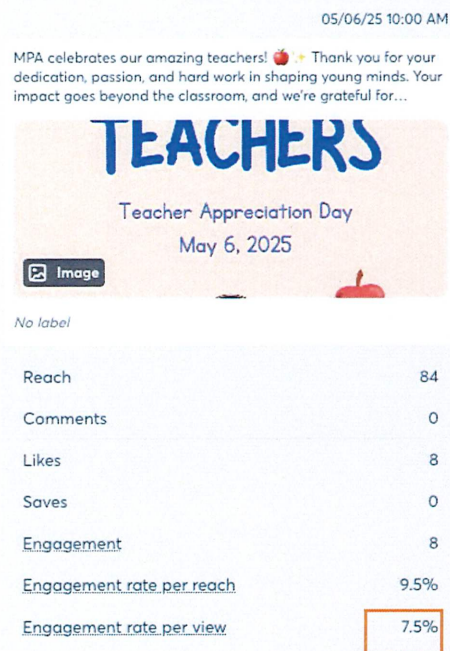 05/06/25 10:00 AM
MPA celebrates our amazing teachers! 🍎✨ Thank you for your
dedication, passion, and hard work in shaping young minds. Your
impact goes beyond the classroom, and we're grateful for...
TEACHERS
Teacher Appreciation Day
May 6, 2025
Image
No label
Reach 84
Comments 0
Likes 8
Saves 0
Engagement 8
Engagement rate per reach 9.5%
Engagement rate per view 7.5%